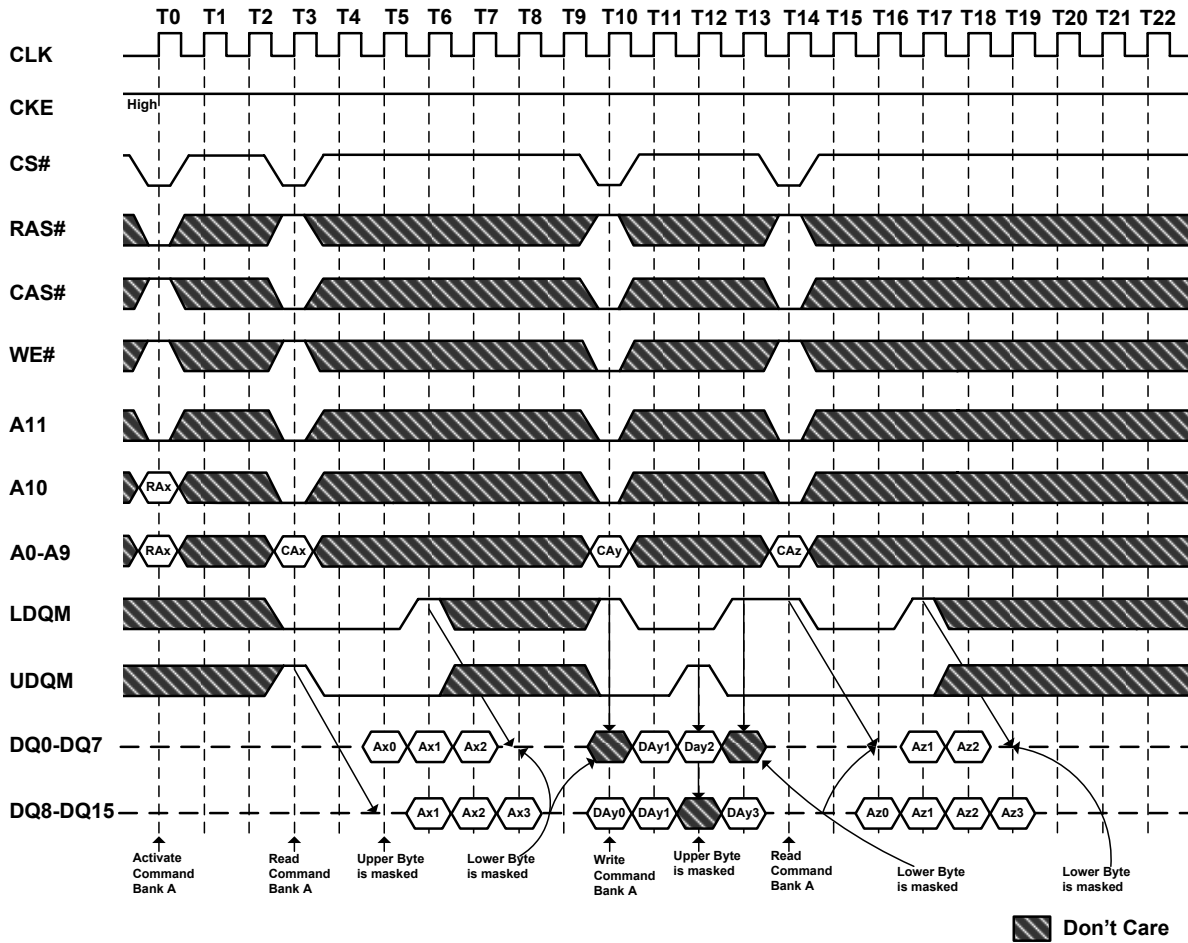 T0 T1 T2 T3 T4 T5 T6 T7 T8 T9 T10 T11 T12 T13 T14 T15 T16 T17 T18 T19 T20 T21 T22
CLK
CKE
High
CS#
RAS#
CAS#
WE#
A11
A10
RAx
A0-A9
RAx CAx CAy CAz
LDQM
UDQM
DQ0-DQ7
Ax0 Ax1 Ax2 DAy1 Day2 Az1 Az2
DQ8-DQ15
Ax1 Ax2 Ax3 DAy0 DAy1 DAy3 Az0 Az1 Az2 Az3
Activate
Command
Bank A
Read
Command
Bank A
Upper Byte
is masked
Lower Byte
is masked
Write
Command
Bank A
Upper Byte
is masked
Read
Command
Bank A
Lower Byte
is masked
Lower Byte
is masked
Don't Care